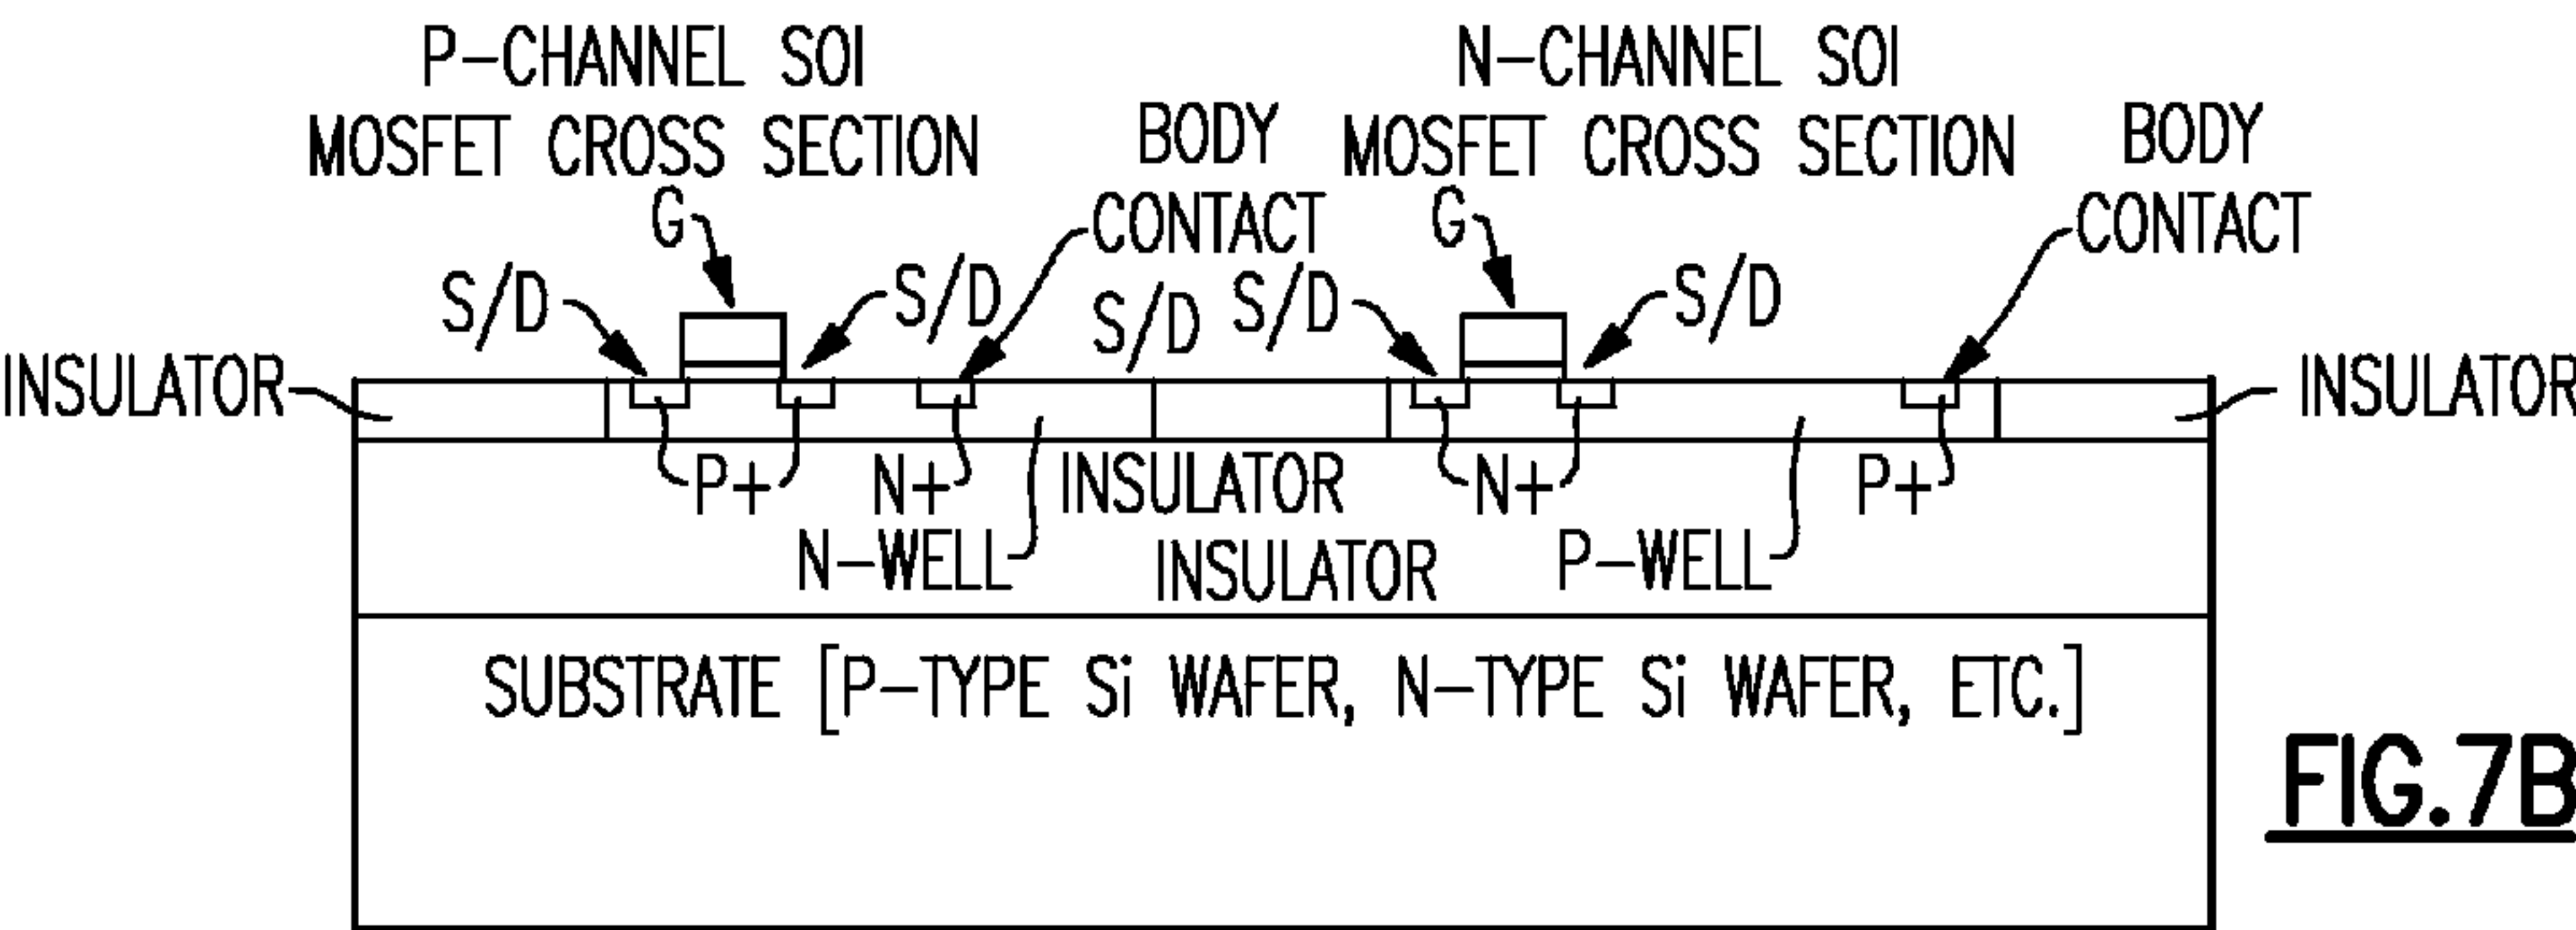 P-CHANNEL SOI
MOSFET CROSS SECTION
N-CHANNEL SOI
MOSFET CROSS SECTION
BODY
CONTACT
BODY
CONTACT
G
G
S/D
S/D
S/D
S/D
S/D
INSULATOR
INSULATOR
P+
N+
INSULATOR
N+
P+
N-WELL
INSULATOR
P-WELL
SUBSTRATE [P-TYPE Si WAFER, N-TYPE Si WAFER, ETC.]
FIG.7B